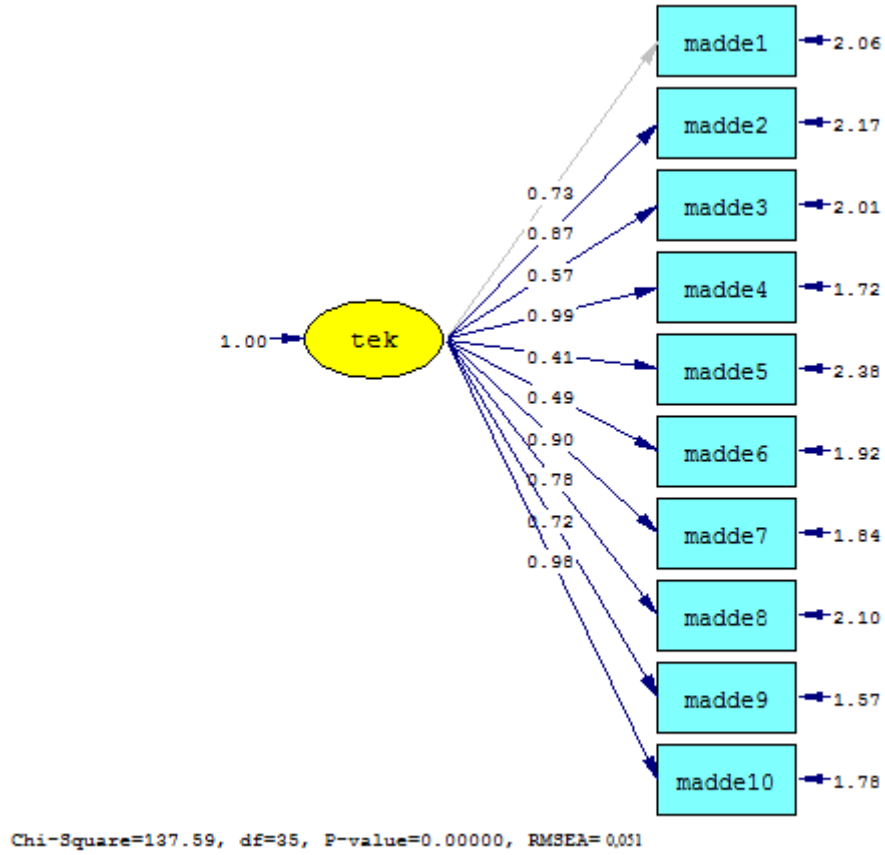 madde1
2.06
madde2
2.17
0.73
madde3
2.01
0.87
0.57
madde4
1.72
0.99
1.00
tek
0.41
madde5
2.38
0.49
0.90
madde6
1.92
0.78
0.72
madde7
1.84
0.98
madde8
2.10
madde9
1.57
madde10
1.78
Chi-Square=137.59, df=35, P-value=0.00000, RMSEA= 0,051